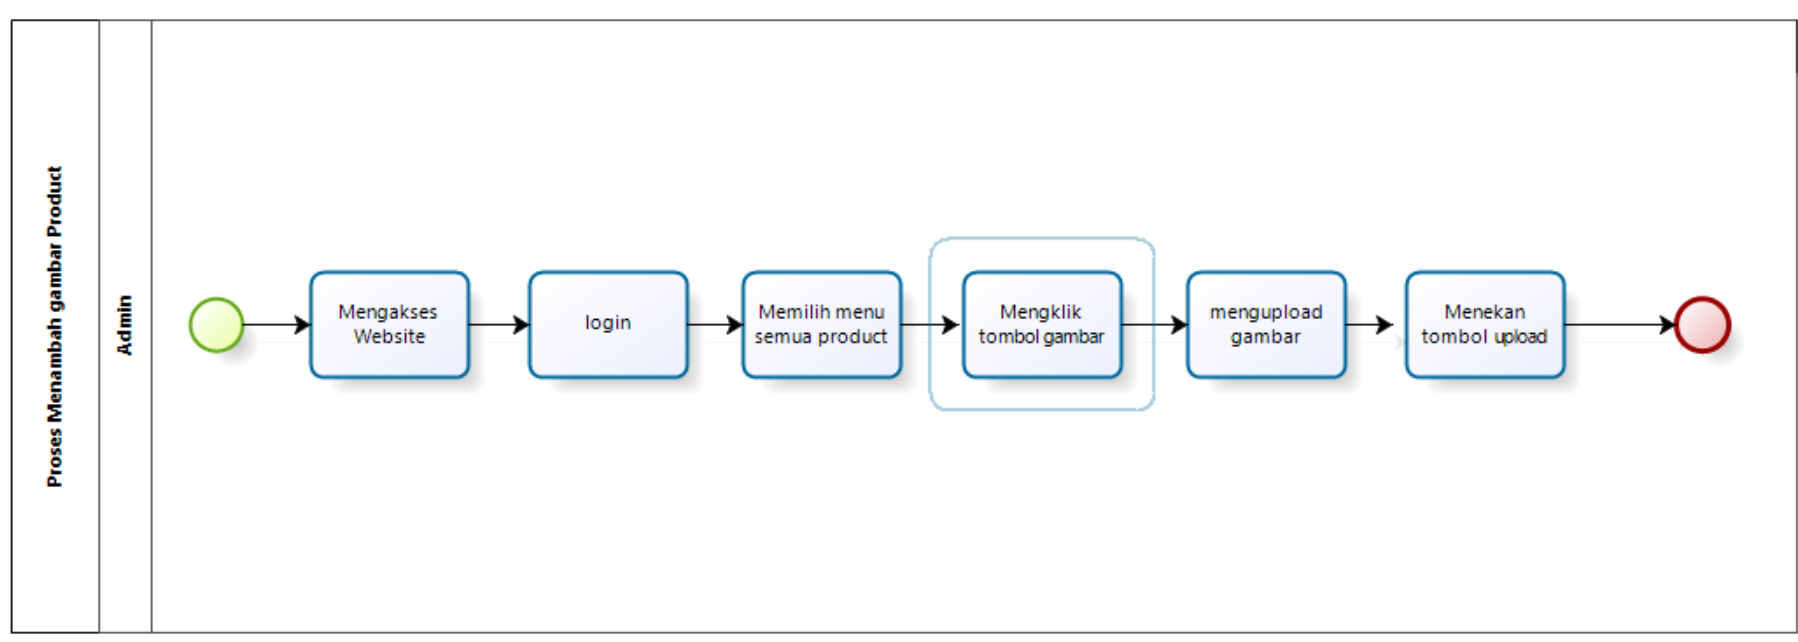 Proses Menambah gambar Product
Admin
Mengakses
Website
login
Memilih menu
semua product
Mengklik
tombol gambar
mengupload
gambar
Menekan
tombol upload